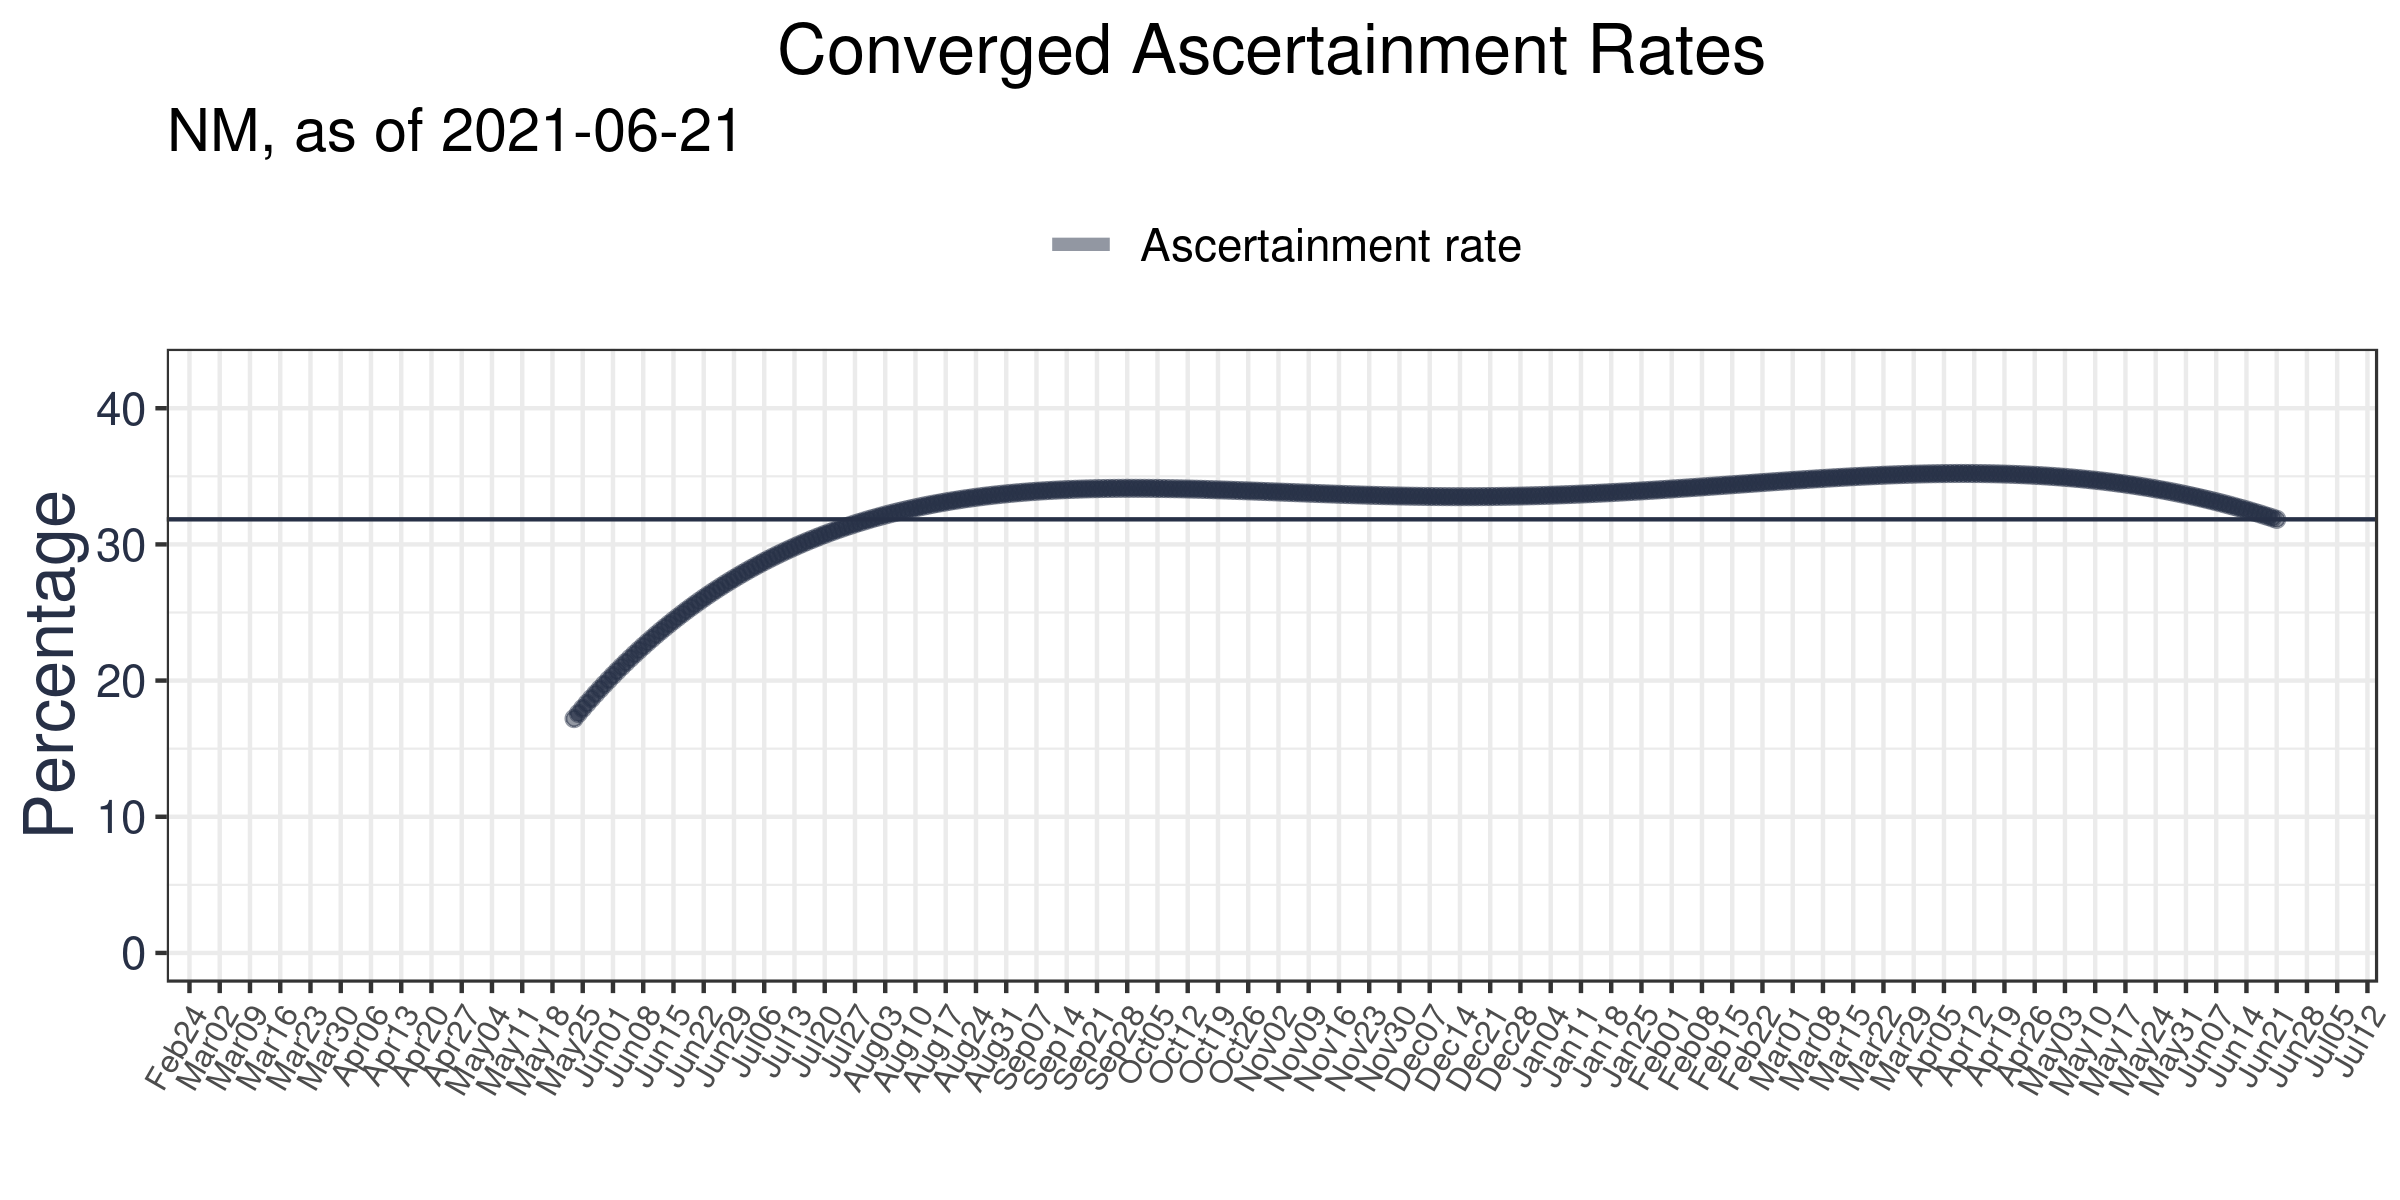 Converged Ascertainment Rates
NM, as of 2021-06-21
Ascertainment rate
Percentage
40
30
20
10
0
Feb24
Mar02
Mar09
Mar16
Mar23
Mar30
Apr06
Apr13
Apr20
Apr27
May04
May11
May18
May25
Jun01
Jun08
Jun15
Jun22
Jun29
Jul06
Jul13
Jul20
Jul27
Aug03
Aug10
Aug17
Aug24
Aug31
Sep07
Sep14
Sep21
Sep28
Oct05
Oct12
Oct19
Oct26
Nov02
Nov09
Nov16
Nov23
Nov30
Dec07
Dec14
Dec21
Dec28
Jan04
Jan11
Jan18
Jan25
Feb01
Feb08
Feb15
Feb22
Mar01
Mar08
Mar15
Mar22
Mar29
Apr05
Apr12
Apr19
Apr26
May03
May10
May17
May24
May31
Jun07
Jun14
Jun21
Jun28
Jul05
Jul12